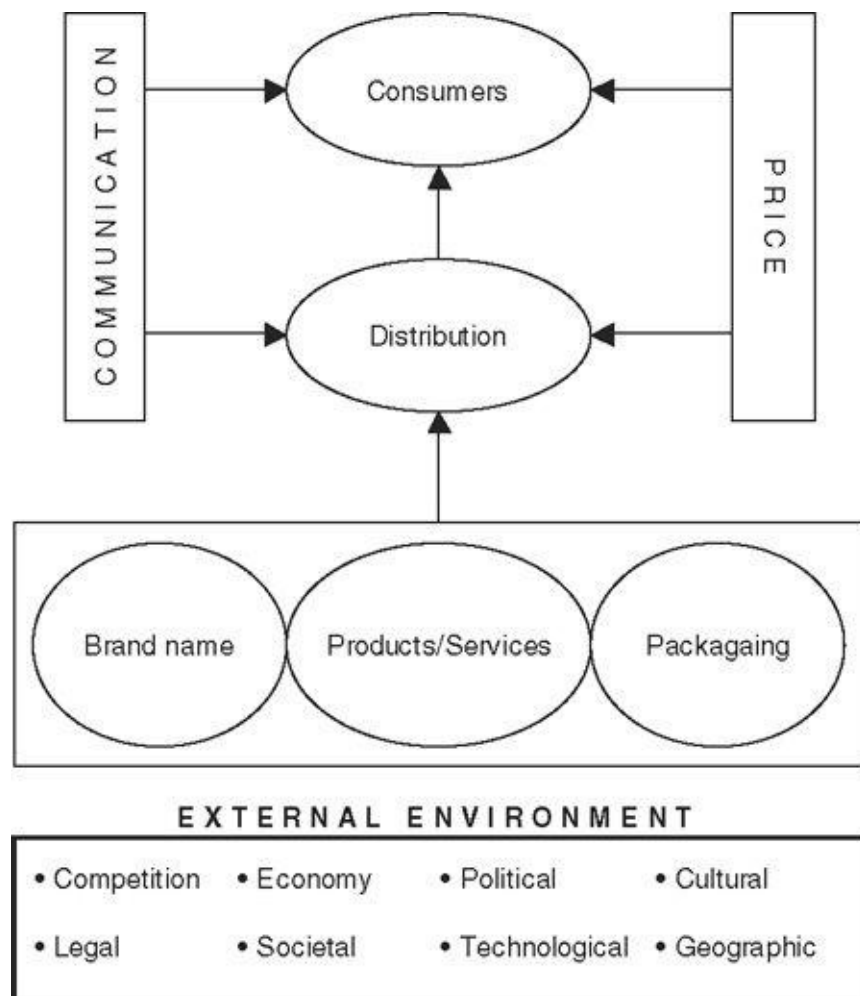 COMMUNICATION
Consumers
PRICE
Distribution
Brand name
Products/Services
Packagaing
EXTERNAL ENVIRONMENT
• Competition • Economy • Political • Cultural
• Legal • Societal • Technological • Geographic